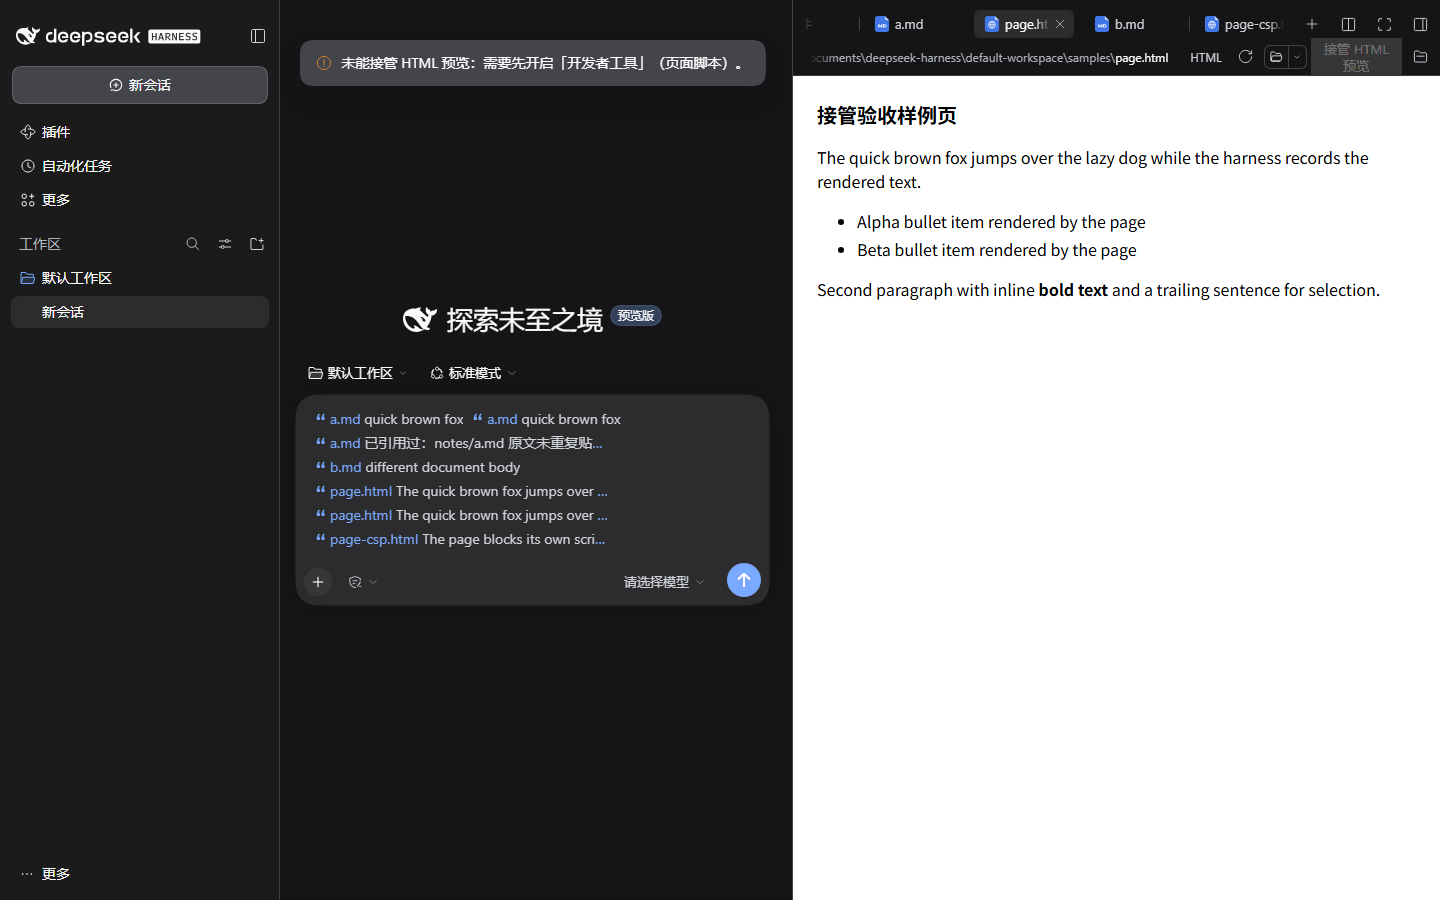 deepseek HARNESS
新会话
插件
自动化任务
更多
工作区
默认工作区
新会话
更多
未能接管 HTML 预览：需要先开启「开发者工具」（页面脚本）。
探索未至之境 预览版
默认工作区 标准模式
a.md quick brown fox a.md quick brown fox
a.md 已引用过：notes/a.md 原文未重复贴...
b.md different document body
page.html The quick brown fox jumps over ...
page.html The quick brown fox jumps over ...
page-csp.html The page blocks its own scri...
请选择模型
a.md page.ht b.md page-csp.
ocuments\deepseek-harness\default-workspace\samples\page.html HTML
接管 HTML
预览
接管验收样例页
The quick brown fox jumps over the lazy dog while the harness records the
rendered text.
Alpha bullet item rendered by the page
Beta bullet item rendered by the page
Second paragraph with inline bold text and a trailing sentence for selection.